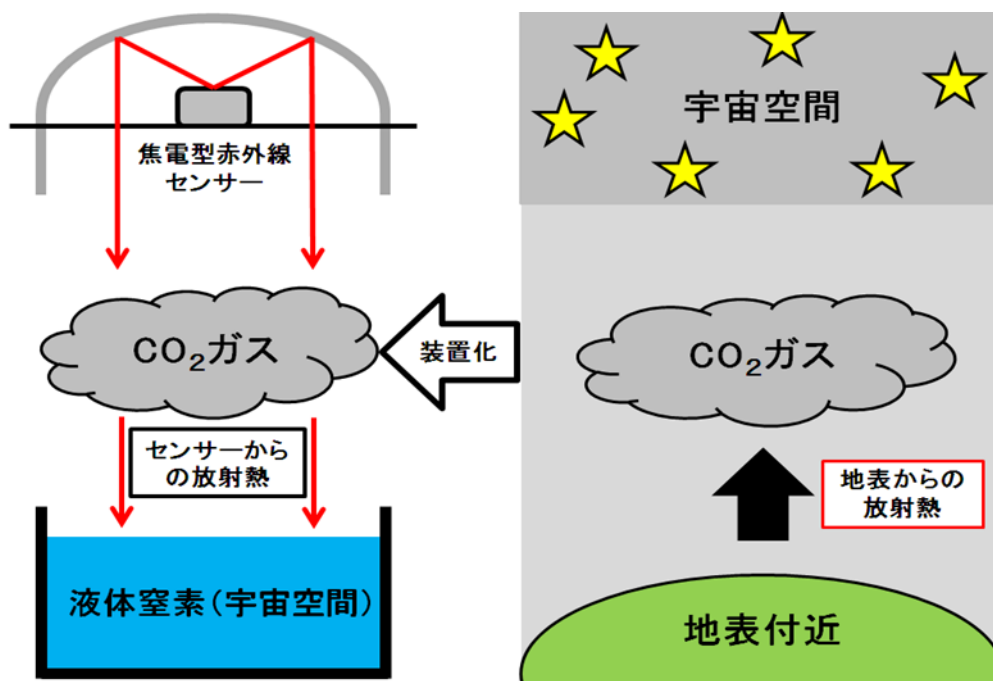 焦電型赤外線
センサー
CO₂ガス
センサーから
の放射熱
液体窒素(宇宙空間)
装置化
宇宙空間
CO₂ガス
地表からの
放射熱
地表付近